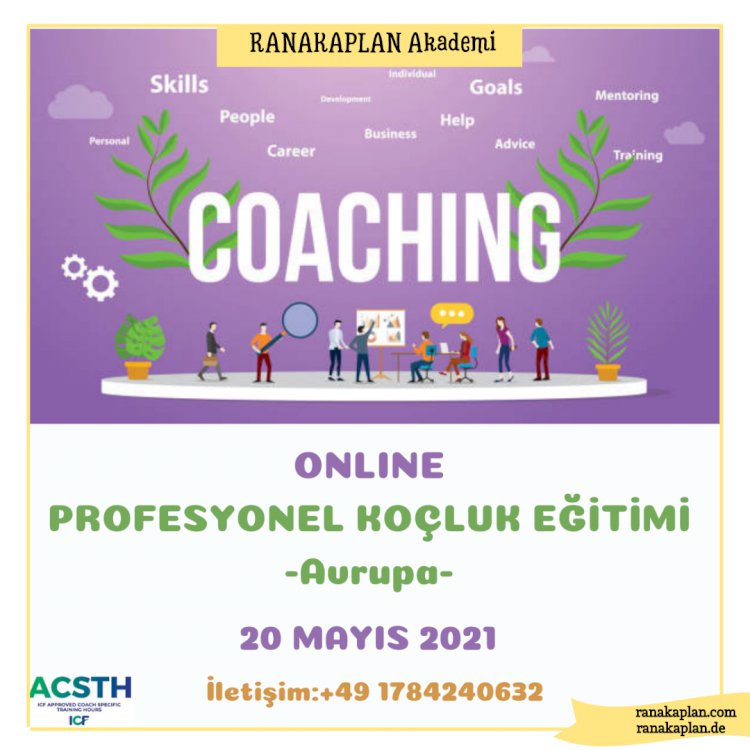 RANAKAPLAN Akademi
Individual
Skills
Goals
Development
Mentoring
People
Help
Business
Personal
Career
Advice
Training
COACHING
ONLINE
PROFESYONEL KOÇLUK EĞİTİMİ
-Avrupa-
20 MAYIS 2021
İletişim:+49 1784240632
ACSTH
ICF APPROVED COACH SPECIFIC
TRAINING HOURS
ICF
ranakaplan.com
ranakaplan.de